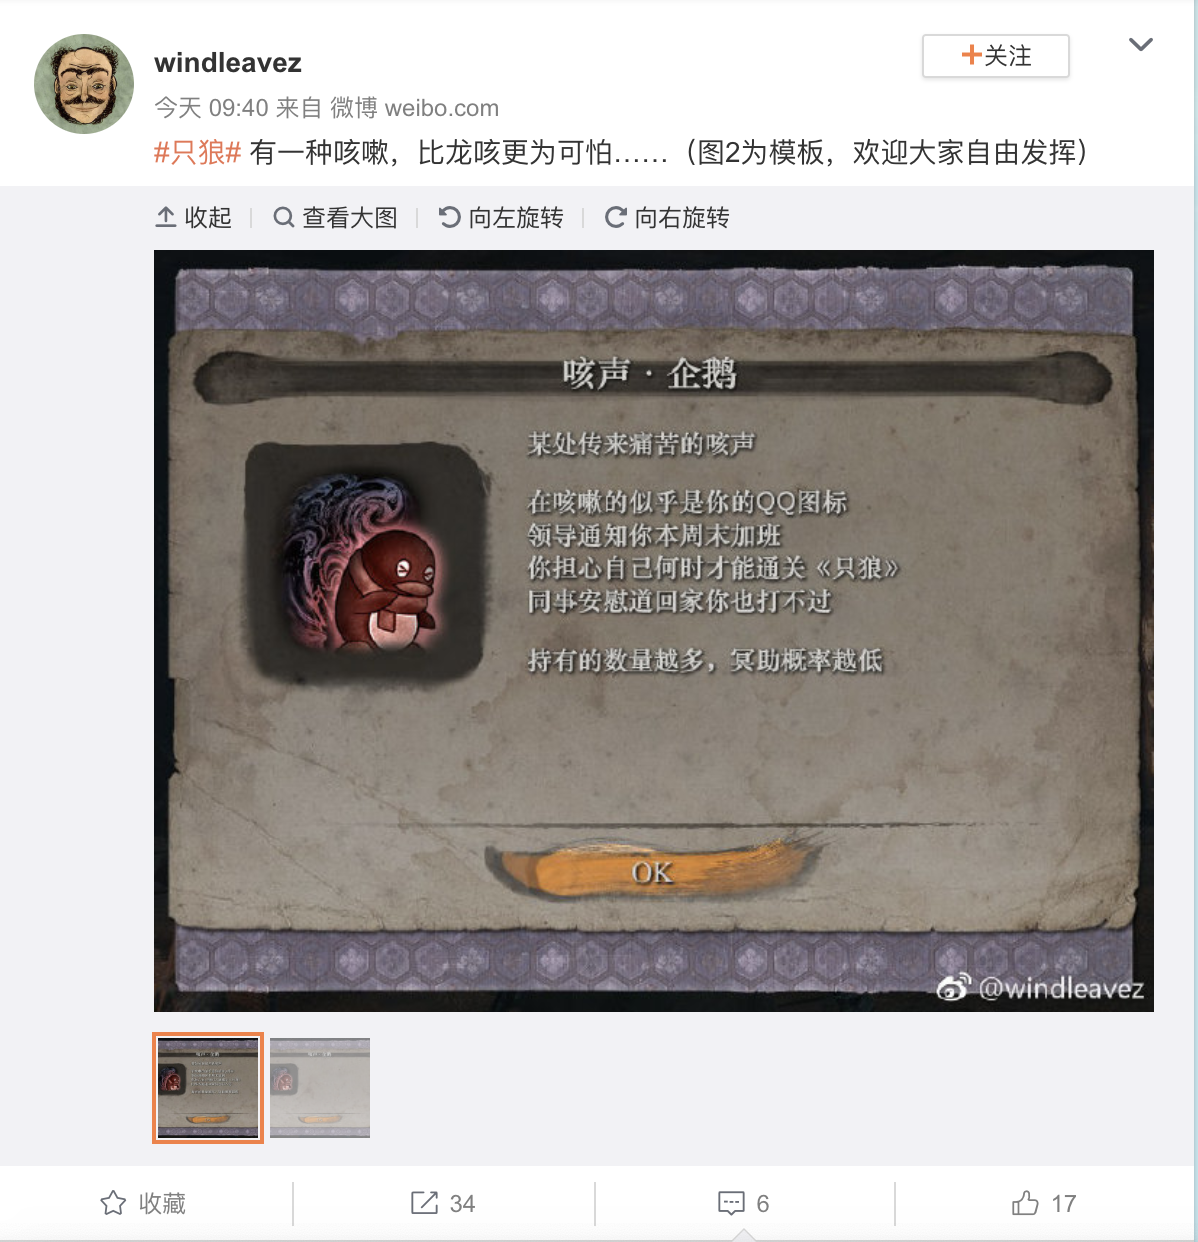 windleavez
+关注
今天 09:40 来自 微博 weibo.com
#只狼# 有一种咳嗽，比龙咳更为可怕……（图2为模板，欢迎大家自由发挥）
收起
查看大图
向左旋转
向右旋转
咳声·企鹅
某处传来痛苦的咳声
在咳嗽的似乎是你的QQ图标
领导通知你本周末加班
你担心自己何时才能通关《只狼》
同事安慰道回家你也打不过
持有的数量越多，冥助概率越低
OK
@windleavez
收藏
34
6
17